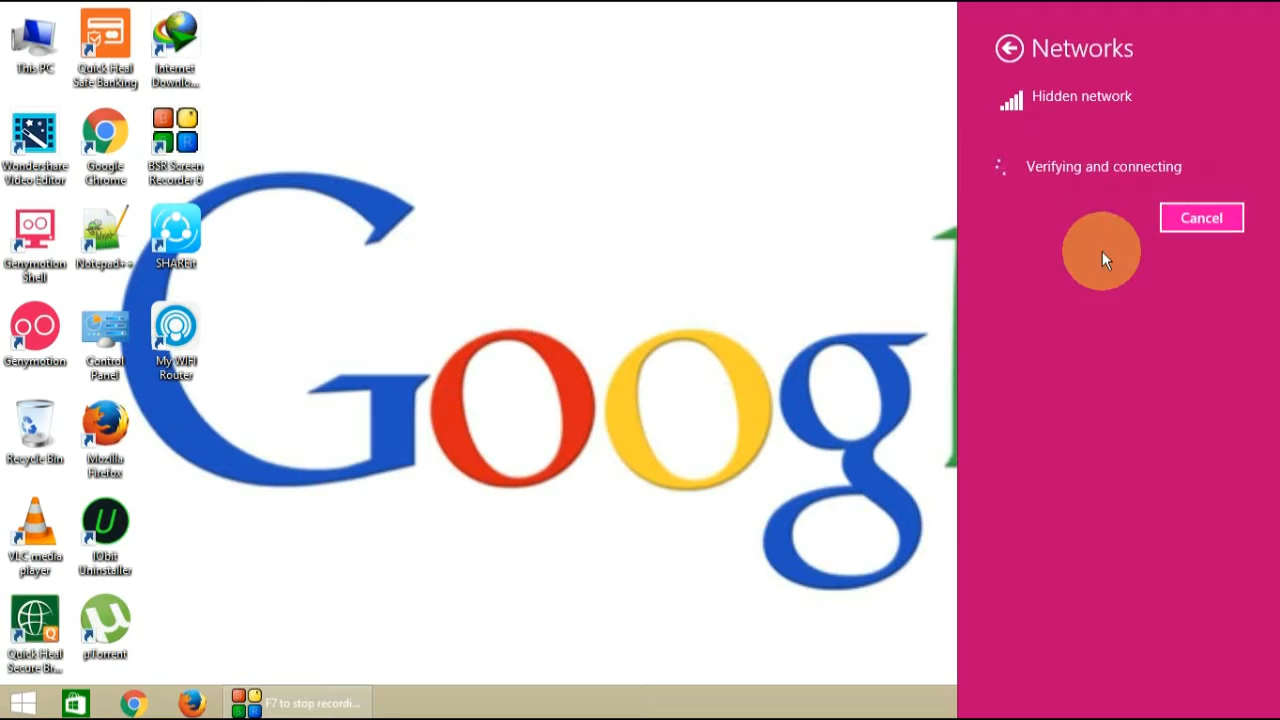 This PC
Quick Heal
Safe Banking
Internet
Downlo...
Wondershare
Video Editor
Google
Chrome
BSR Screen
Recorder 6
Genymotion
Shell
Notepad++
SHAREit
Genymotion
Control
Panel
My WIFI
Router
Recycle Bin
Mozilla
Firefox
VLC media
player
IObit
Uninstaller
Quick Heal
Secure Br...
µTorrent
Googl
F7 to stop recordi...
Networks
Hidden network
Verifying and connecting
Cancel